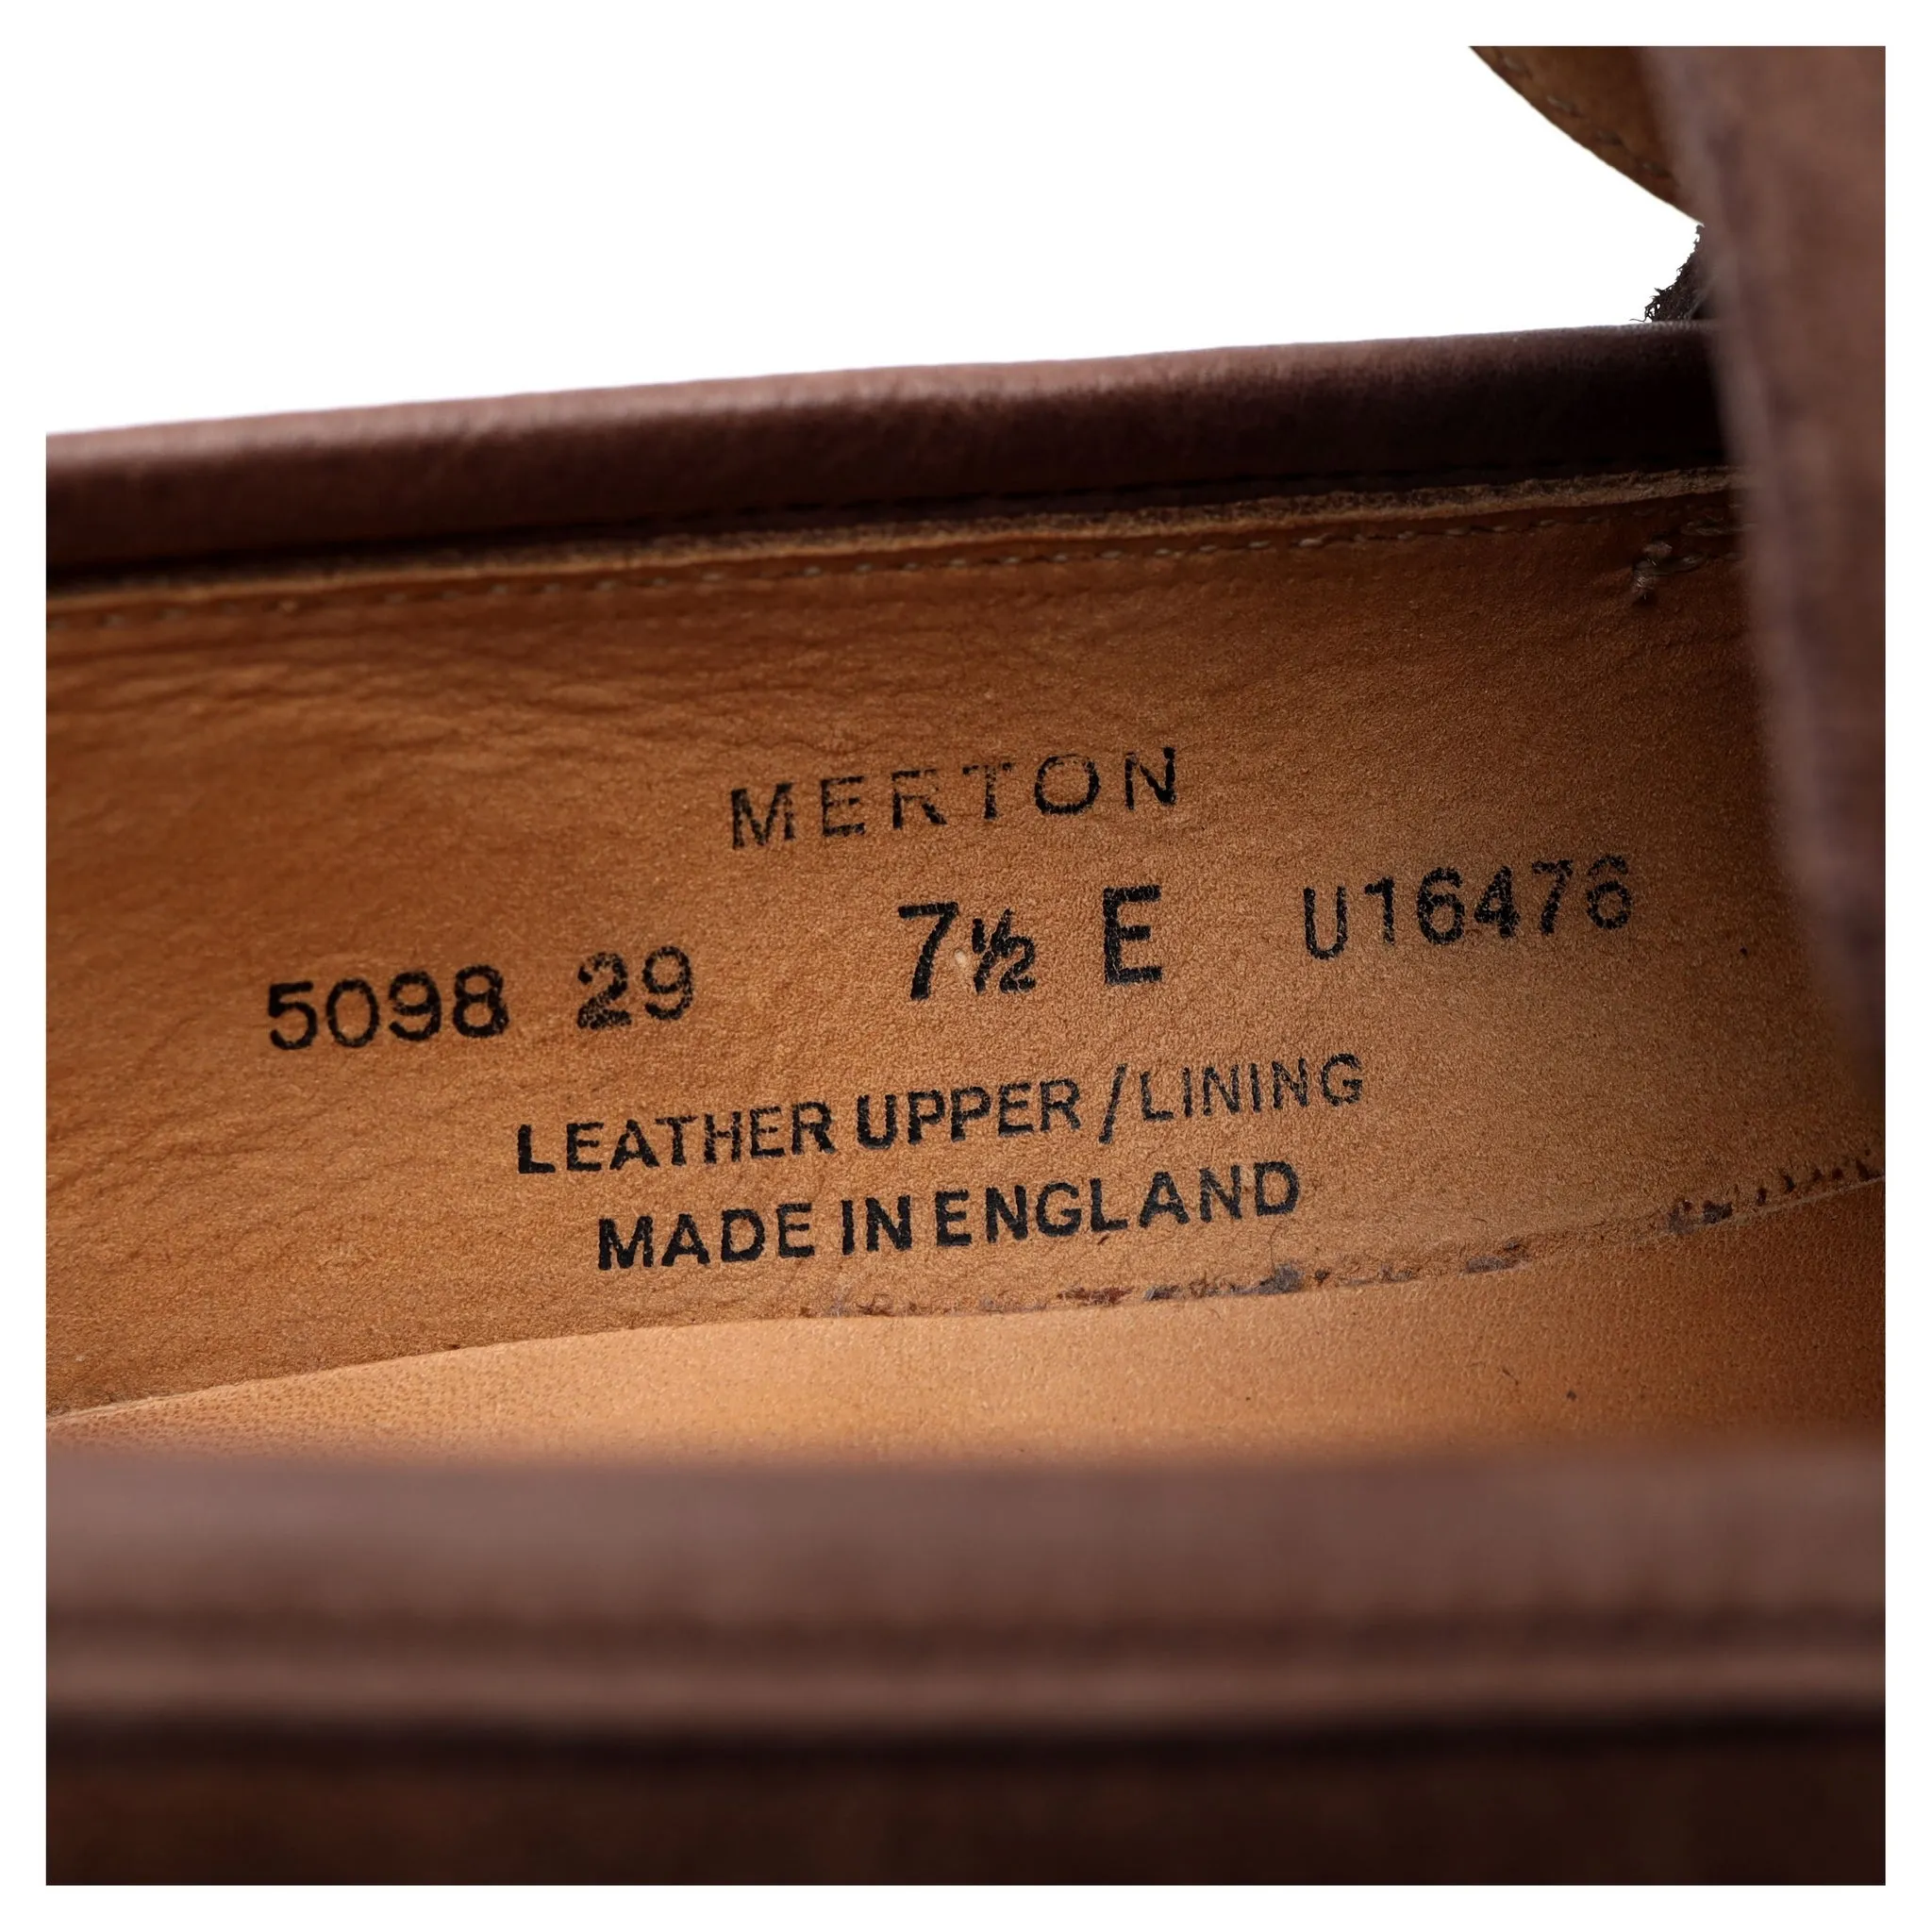 MERTON
5098 29 7½ E U16476
LEATHER UPPER/LINING
MADE IN ENGLAND